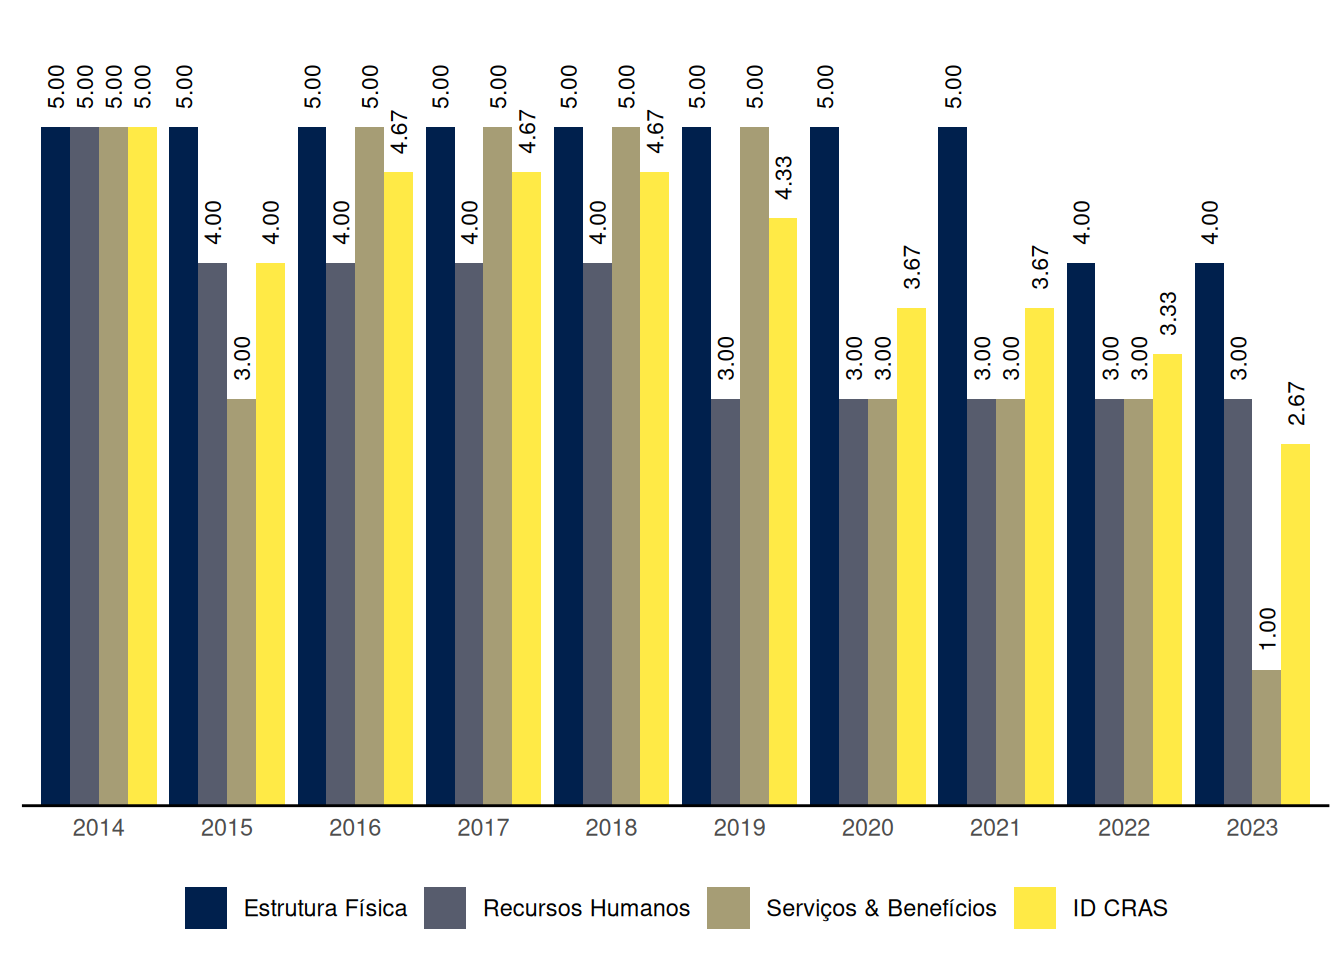 5.00 5.00 5.00 5.00 5.00 4.00 3.00 4.00 5.00 4.00 5.00 4.67 5.00 4.00 5.00 4.67 5.00 4.00 5.00 4.67 5.00 3.00 5.00 4.33 5.00 3.00 3.00 3.67 5.00 3.00 3.00 3.67 4.00 3.00 3.00 3.33 4.00 3.00 1.00 2.67
2014 2015 2016 2017 2018 2019 2020 2021 2022 2023
Estrutura Física Recursos Humanos Serviços & Benefícios ID CRAS